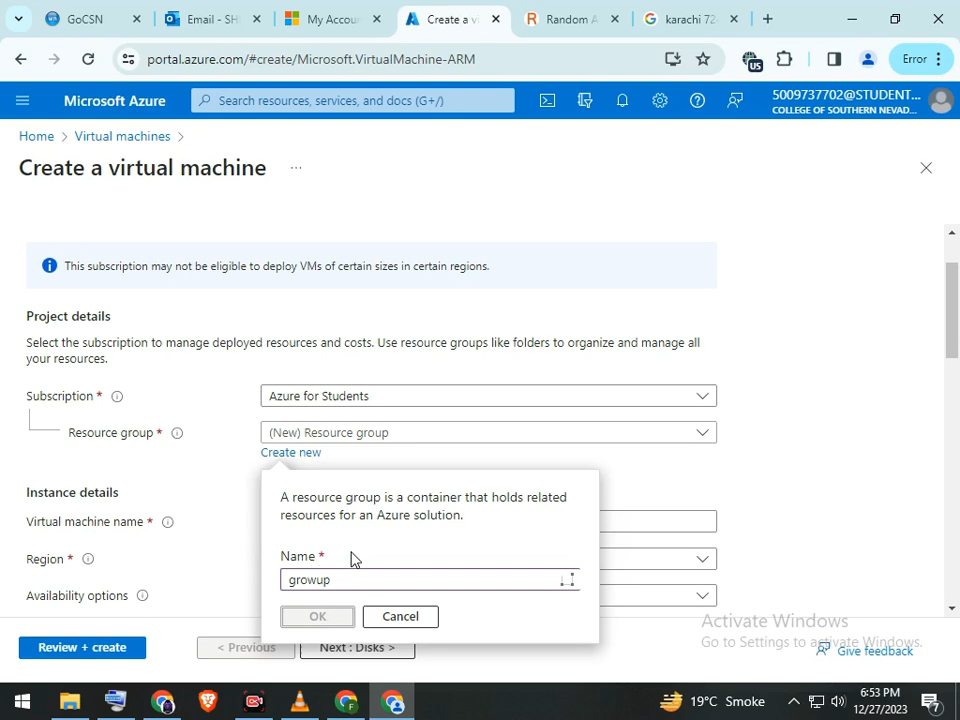 GoCSN
Email - SH
My Accou
Create a vi
Random A
karachi 724
portal.azure.com/#create/Microsoft.VirtualMachine-ARM
US
Error
Microsoft Azure
Search resources, services, and docs (G+/)
5009737702@STUDENT...
COLLEGE OF SOUTHERN NEVAD...
Home > Virtual machines >
Create a virtual machine ...
This subscription may not be eligible to deploy VMs of certain sizes in certain regions.
Project details
Select the subscription to manage deployed resources and costs. Use resource groups like folders to organize and manage all
your resources.
Subscription *
Azure for Students
Resource group *
(New) Resource group
Create new
A resource group is a container that holds related
resources for an Azure solution.
Name *
growup
OK
Cancel
Instance details
Virtual machine name *
Region *
Availability options
Review + create
< Previous
Next : Disks >
Give feedback
Activate Windows
Go to Settings to activate Windows.
19°C Smoke
6:53 PM
12/27/2023
7